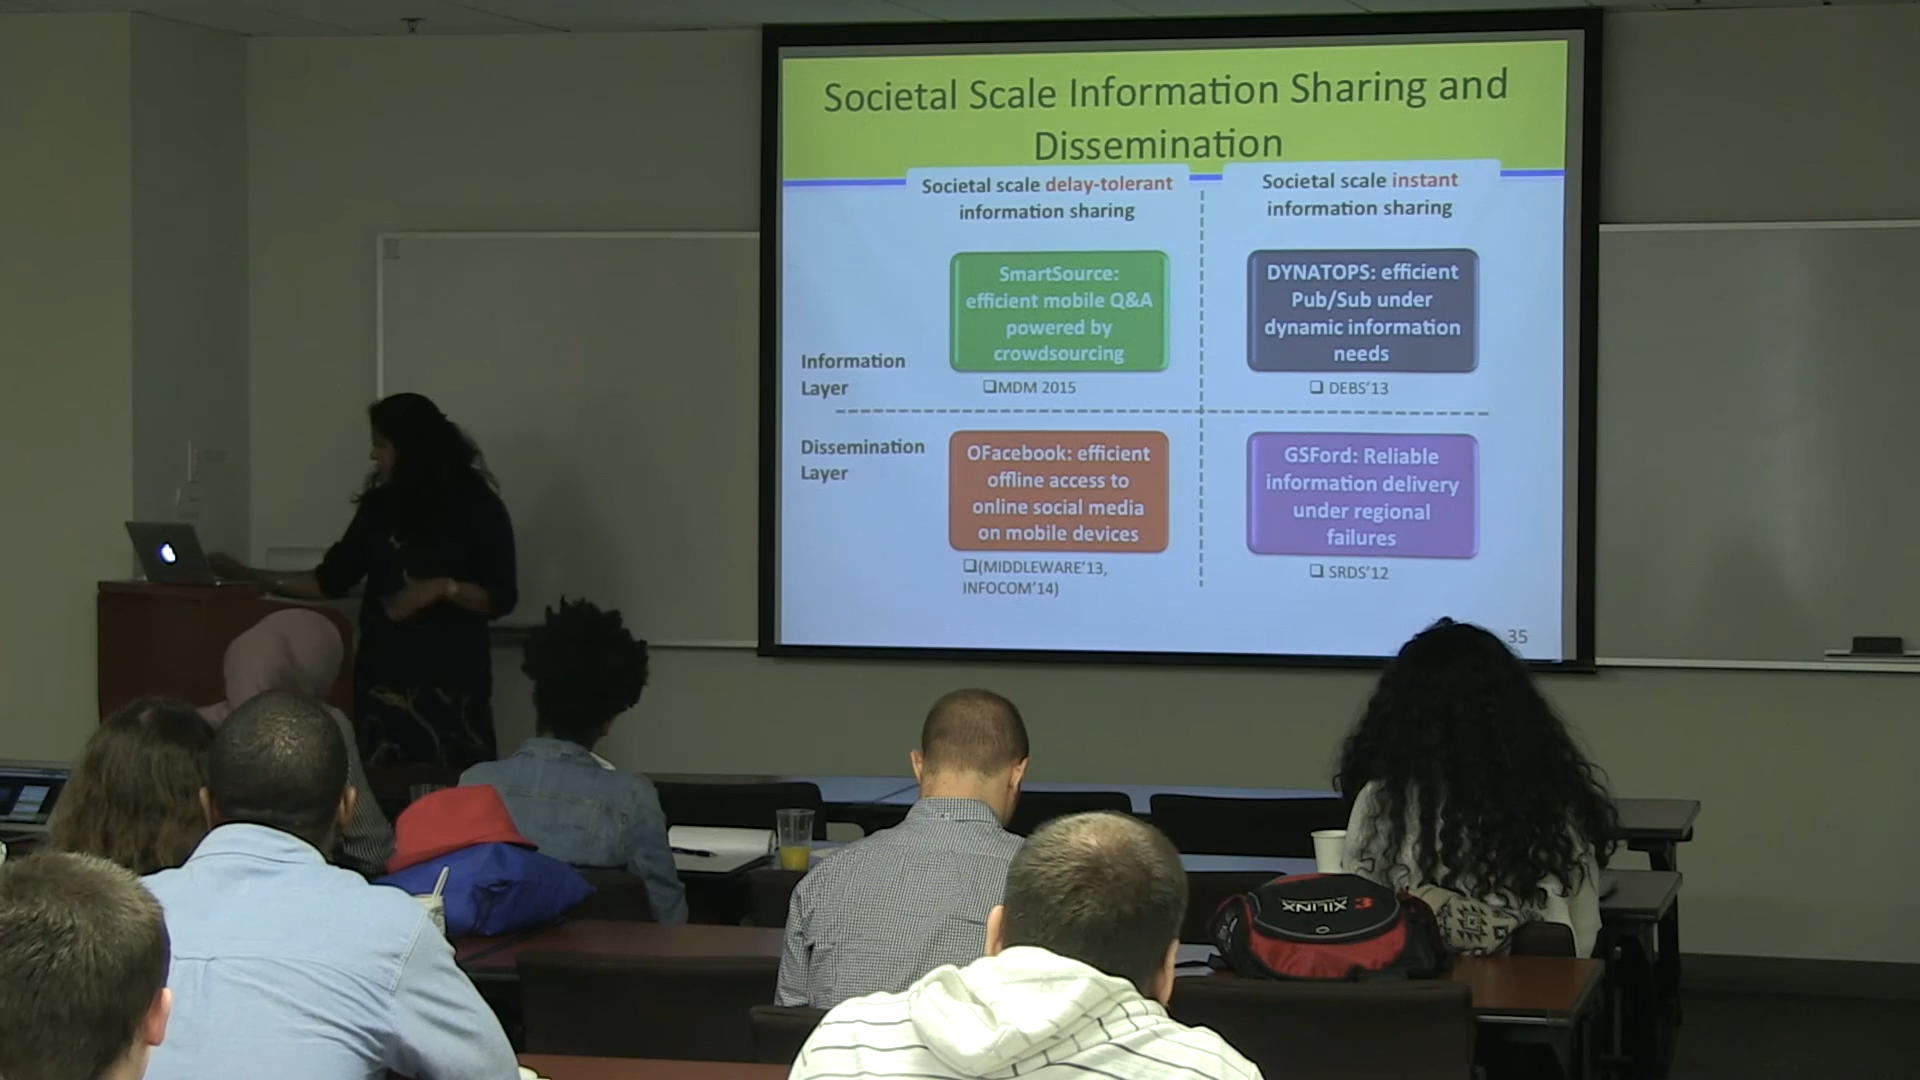 Societal Scale Information Sharing and
Dissemination
Societal scale delay-tolerant
information sharing
Societal scale instant
information sharing
SmartSource:
efficient mobile Q&A
powered by
crowdsourcing
DYNATOPS: efficient
Pub/Sub under
dynamic information
needs
Information
Layer
❑MDM 2015
❑ DEBS'13
Dissemination
Layer
OFacebook: efficient
offline access to
online social media
on mobile devices
GSFord: Reliable
information delivery
under regional
failures
❑(MIDDLEWARE'13,
INFOCOM'14)
❑ SRDS'12
35
XILINX